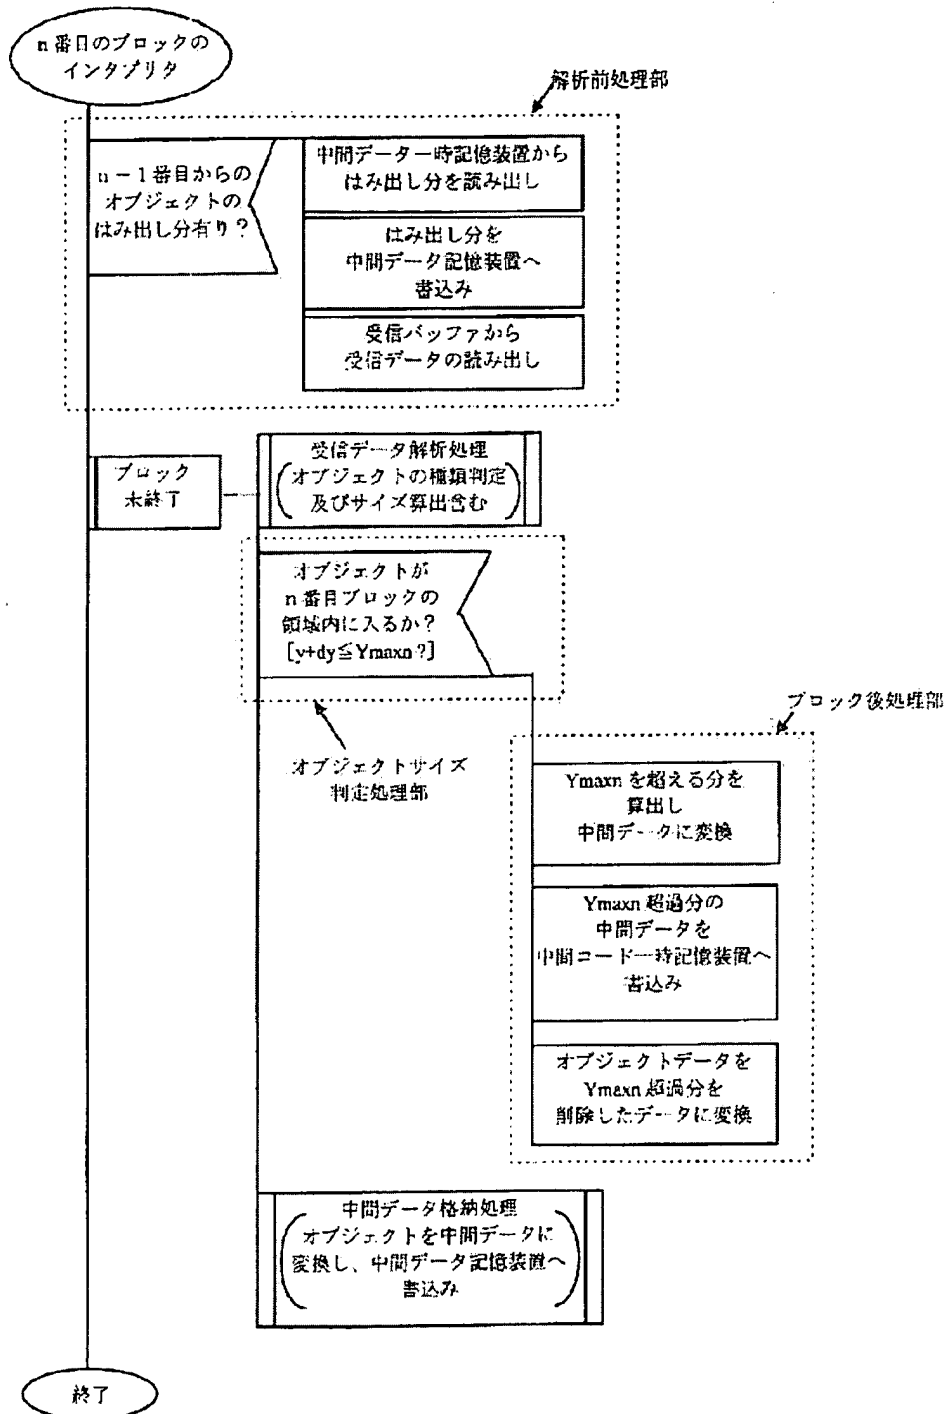 n番目のブロックの
インタプリタ
解析前処理部
n－1番目からの
オブジェクトの
はみ出し分有り？
中間データ一時記憶装置から
はみ出し分を読み出し
はみ出し分を
中間データ記憶装置へ
書込み
受信バッファから
受信データの読み出し
ブロック
未終了
受信データ解析処理
オブジェクトの種類判定
及びサイズ算出含む
オブジェクトが
n番目ブロックの
領域内に入るか？
［y+dy≦Ymaxn?］
オブジェクトサイズ
判定処理部
ブロック後処理部
Ymaxnを超える分を
算出し
中間データに変換
Ymaxn超過分の
中間データを
中間コード一時記憶装置へ
書込み
オブジェクトデータを
Ymaxn超過分を
削除したデータに変換
中間データ格納処理
オブジェクトを中間データに
変換し、中間データ記憶装置へ
書込み
終了